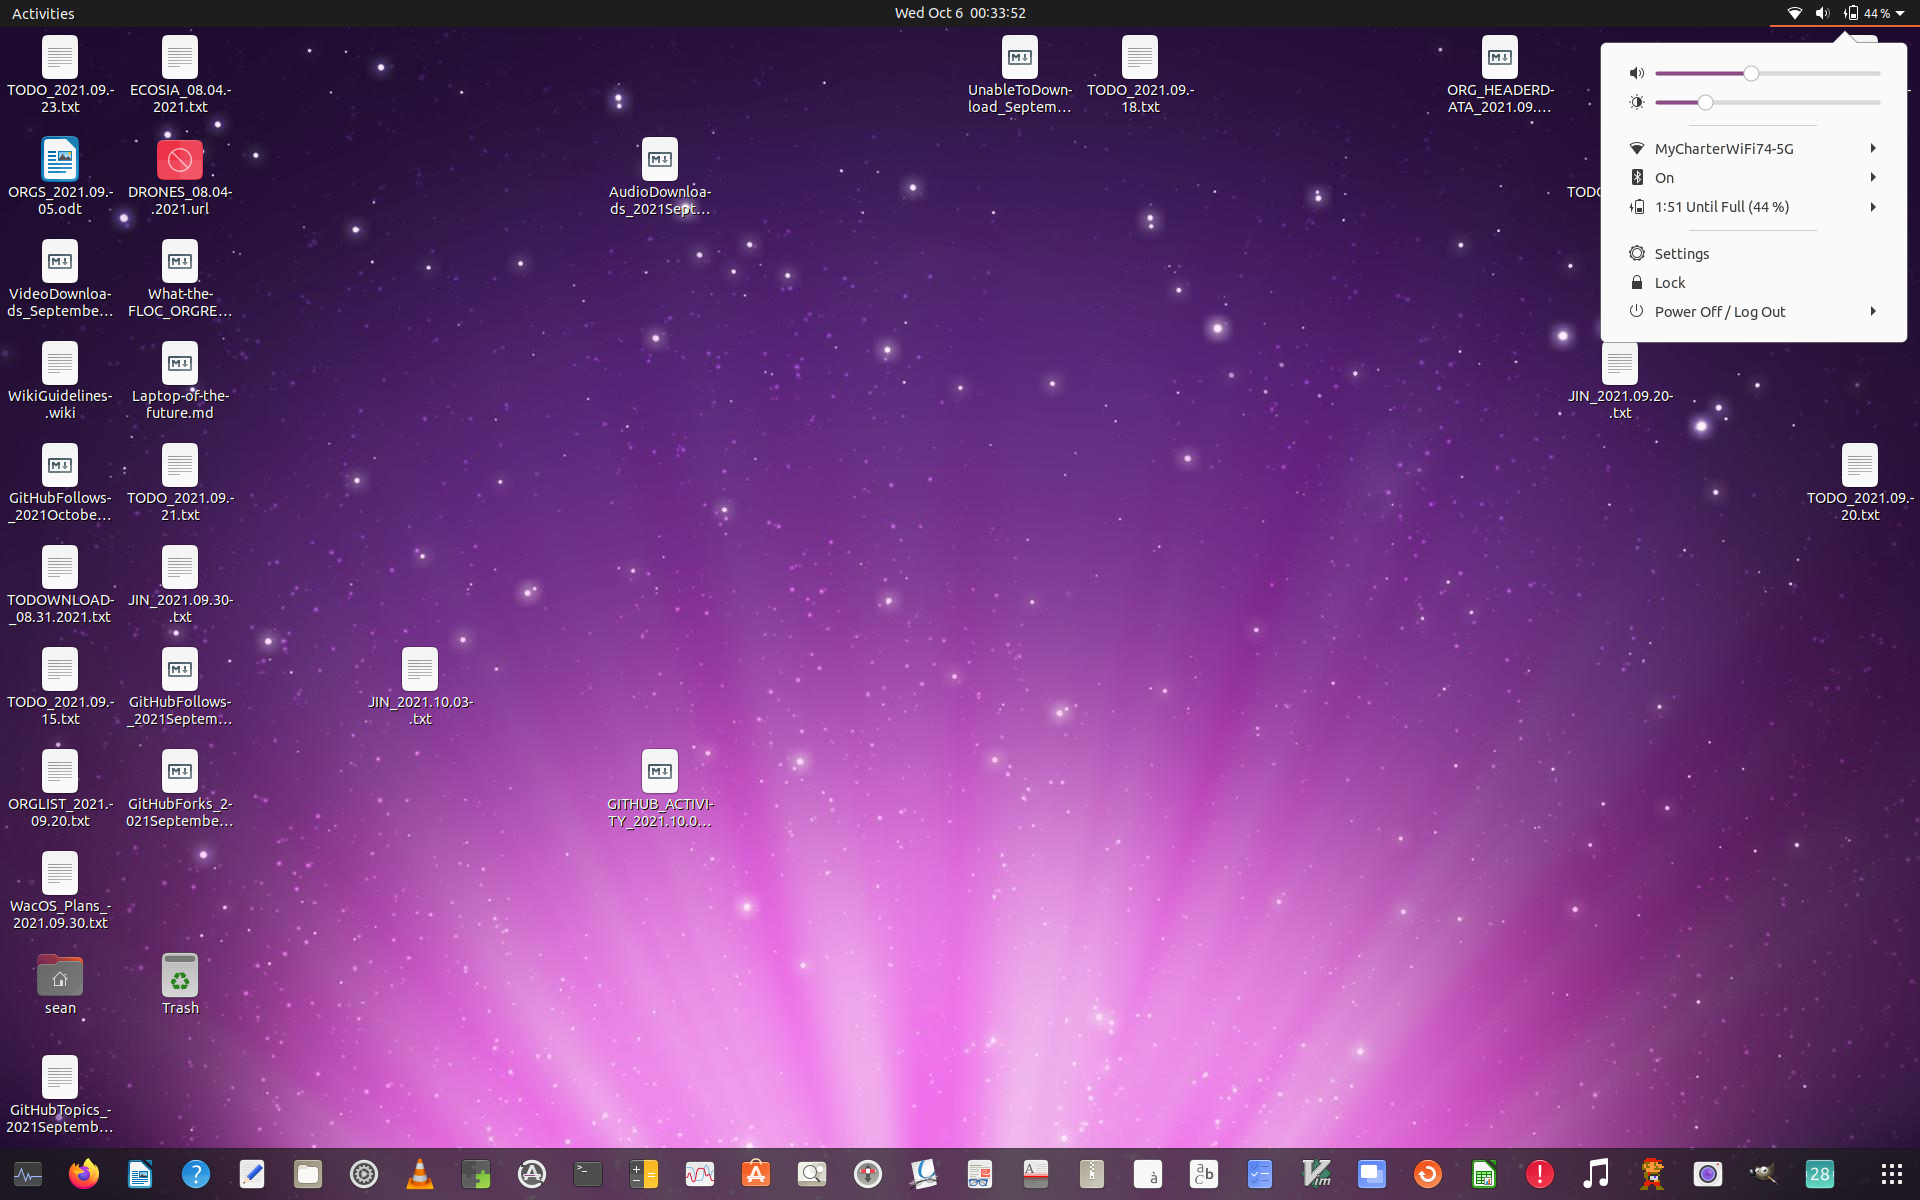 Activities
Wed Oct 6 00:33:52
44 %
TODO_2021.09.-
23.txt
ECOSIA_08.04.-
2021.txt
UnableToDown-
load_Septem...
TODO_2021.09.-
18.txt
ORG_HEADERD-
ATA_2021.09....
MyCharterWiFi74-5G
On
1:51 Until Full (44 %)
Settings
Lock
Power Off / Log Out
ORGS_2021.09.-
05.odt
DRONES_08.04-
.2021.url
AudioDownloa-
ds_2021Sept...
VideoDownloa-
ds_Septembe...
What-the-
FLOC_ORGRE...
WikiGuidelines-
.wiki
Laptop-of-the-
future.md
JIN_2021.09.20-
.txt
GitHubFollows-
_2021Octobe...
TODO_2021.09.-
21.txt
TODO_2021.09.-
20.txt
TODOWNLOAD-
_08.31.2021.txt
JIN_2021.09.30-
.txt
TODO_2021.09.-
15.txt
GitHubFollows-
_2021Septem...
JIN_2021.10.03-
.txt
ORGLIST_2021.-
09.20.txt
GitHubForks_2-
021Septembe...
GITHUB_ACTIVI-
TY_2021.10.0...
WacOS_Plans_-
2021.09.30.txt
sean
Trash
GitHubTopics_-
2021Septemb...
28